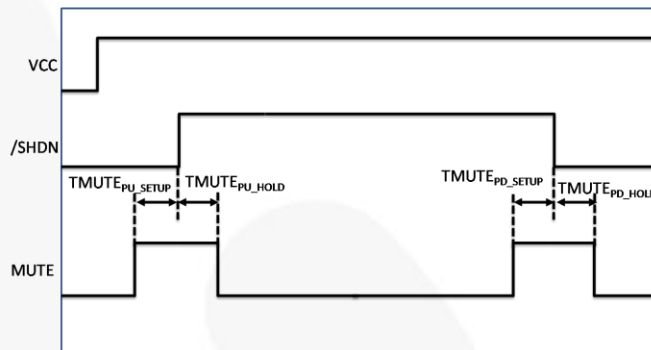 VCC
/SHDN
TMUTEPU_SETUP
TMUTEPU_HOLD
TMUTEPD_SETUP
TMUTEPD_HOL
MUTE